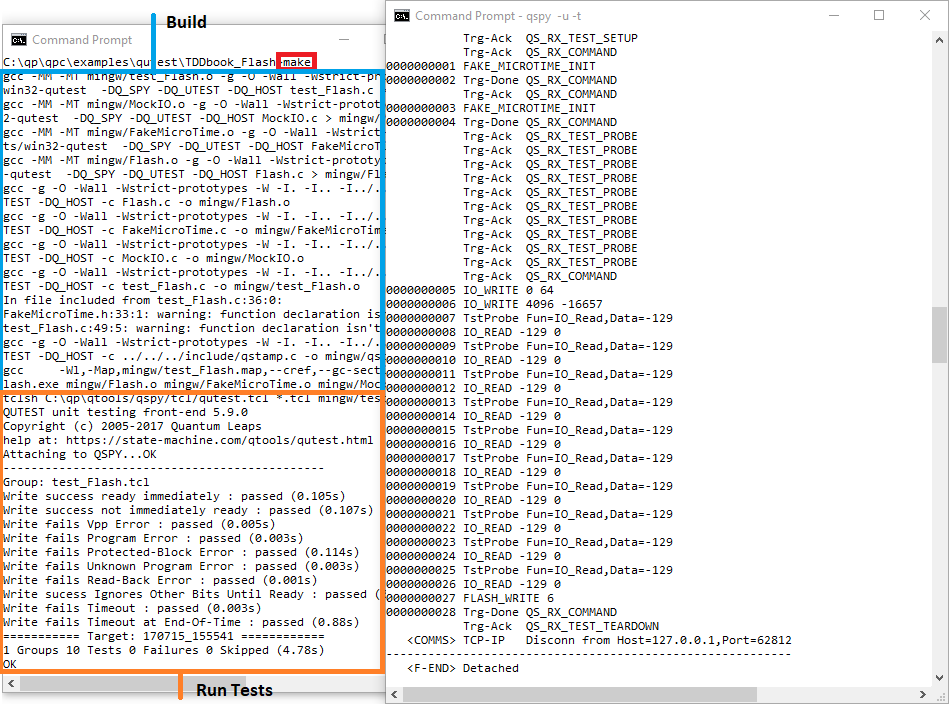 Build
Command Prompt
C:\qp\qpc\examples\qutest\TDDbook_Flash>make
gcc -MM -MT mingw/test_Flash.o -g -O -Wall -Wstrict-pr
win32-qutest  -DQ_SPY -DQ_UTEST -DQ_HOST test_Flash.c
gcc -MM -MT mingw/MockIO.o -g -O -Wall -Wstrict-protot
2-qutest  -DQ_SPY -DQ_UTEST -DQ_HOST MockIO.c > mingw/
gcc -MM -MT mingw/FakeMicroTime.o -g -O -Wall -Wstrict
ts/win32-qutest  -DQ_SPY -DQ_UTEST -DQ_HOST FakeMicroT
gcc -MM -MT mingw/Flash.o -g -O -Wall -Wstrict-prototy
-qutest  -DQ_SPY -DQ_UTEST -DQ_HOST Flash.c > mingw/Fl
gcc -g -O -Wall -Wstrict-prototypes -W -I. -I.. -I../.
TEST -DQ_HOST -c Flash.c -o mingw/Flash.o
gcc -g -O -Wall -Wstrict-prototypes -W -I. -I.. -I../.
TEST -DQ_HOST -c FakeMicroTime.c -o mingw/FakeMicroTim
gcc -g -O -Wall -Wstrict-prototypes -W -I. -I.. -I../.
TEST -DQ_HOST -c MockIO.c -o mingw/MockIO.o
gcc -g -O -Wall -Wstrict-prototypes -W -I. -I.. -I../.
TEST -DQ_HOST -c test_Flash.c -o mingw/test_Flash.o
In file included from test_Flash.c:36:0:
FakeMicroTime.h:33:1: warning: function declaration is
test_Flash.c:49:5: warning: function declaration isn't
gcc -g -O -Wall -Wstrict-prototypes -W -I. -I.. -I../.
TEST -DQ_HOST -c ../../../include/qstamp.c -o mingw/qs
gcc     -Wl,-Map,mingw/test_Flash.map,--cref,--gc-sect
lash.exe mingw/Flash.o mingw/FakeMicroTime.o mingw/Moc
tclsh C:\qp\qtools/qspy/tcl/qutest.tcl *.tcl mingw/tes
QUTEST unit testing front-end 5.9.0
Copyright (c) 2005-2017 Quantum Leaps
help at: https://state-machine.com/qtools/qutest.html
Attaching to QSPY...OK
----------------------------------------------
Group: test_Flash.tcl
Write success ready immediately : passed (0.105s)
Write success not immediately ready : passed (0.107s)
Write fails Vpp Error : passed (0.005s)
Write fails Program Error : passed (0.003s)
Write fails Protected-Block Error : passed (0.114s)
Write fails Unknown Program Error : passed (0.003s)
Write fails Read-Back Error : passed (0.001s)
Write sucess Ignores Other Bits Until Ready : passed (
Write fails Timeout : passed (0.003s)
Write fails Timeout at End-Of-Time : passed (0.88s)
=========== Target: 170715_155541 ============
1 Groups 10 Tests 0 Failures 0 Skipped (4.78s)
OK
Run Tests
Command Prompt - qspy  -u -t
Trg-Ack  QS_RX_TEST_SETUP
Trg-Ack  QS_RX_COMMAND
0000000001 FAKE_MICROTIME_INIT
0000000002 Trg-Done QS_RX_COMMAND
Trg-Ack  QS_RX_COMMAND
0000000003 FAKE_MICROTIME_INIT
0000000004 Trg-Done QS_RX_COMMAND
Trg-Ack  QS_RX_TEST_PROBE
Trg-Ack  QS_RX_TEST_PROBE
Trg-Ack  QS_RX_TEST_PROBE
Trg-Ack  QS_RX_TEST_PROBE
Trg-Ack  QS_RX_TEST_PROBE
Trg-Ack  QS_RX_TEST_PROBE
Trg-Ack  QS_RX_TEST_PROBE
Trg-Ack  QS_RX_TEST_PROBE
Trg-Ack  QS_RX_TEST_PROBE
Trg-Ack  QS_RX_TEST_PROBE
Trg-Ack  QS_RX_COMMAND
0000000005 IO_WRITE 0 64
0000000006 IO_WRITE 4096 -16657
0000000007 TstProbe Fun=IO_Read,Data=-129
0000000008 IO_READ -129 0
0000000009 TstProbe Fun=IO_Read,Data=-129
0000000010 IO_READ -129 0
0000000011 TstProbe Fun=IO_Read,Data=-129
0000000012 IO_READ -129 0
0000000013 TstProbe Fun=IO_Read,Data=-129
0000000014 IO_READ -129 0
0000000015 TstProbe Fun=IO_Read,Data=-129
0000000016 IO_READ -129 0
0000000017 TstProbe Fun=IO_Read,Data=-129
0000000018 IO_READ -129 0
0000000019 TstProbe Fun=IO_Read,Data=-129
0000000020 IO_READ -129 0
0000000021 TstProbe Fun=IO_Read,Data=-129
0000000022 IO_READ -129 0
0000000023 TstProbe Fun=IO_Read,Data=-129
0000000024 IO_READ -129 0
0000000025 TstProbe Fun=IO_Read,Data=-129
0000000026 IO_READ -129 0
0000000027 FLASH_WRITE 6
0000000028 Trg-Done QS_RX_COMMAND
Trg-Ack  QS_RX_TEST_TEARDOWN
<COMMS> TCP-IP   Disconn from Host=127.0.0.1,Port=62812
----------------------------------------------------------
<F-END> Detached